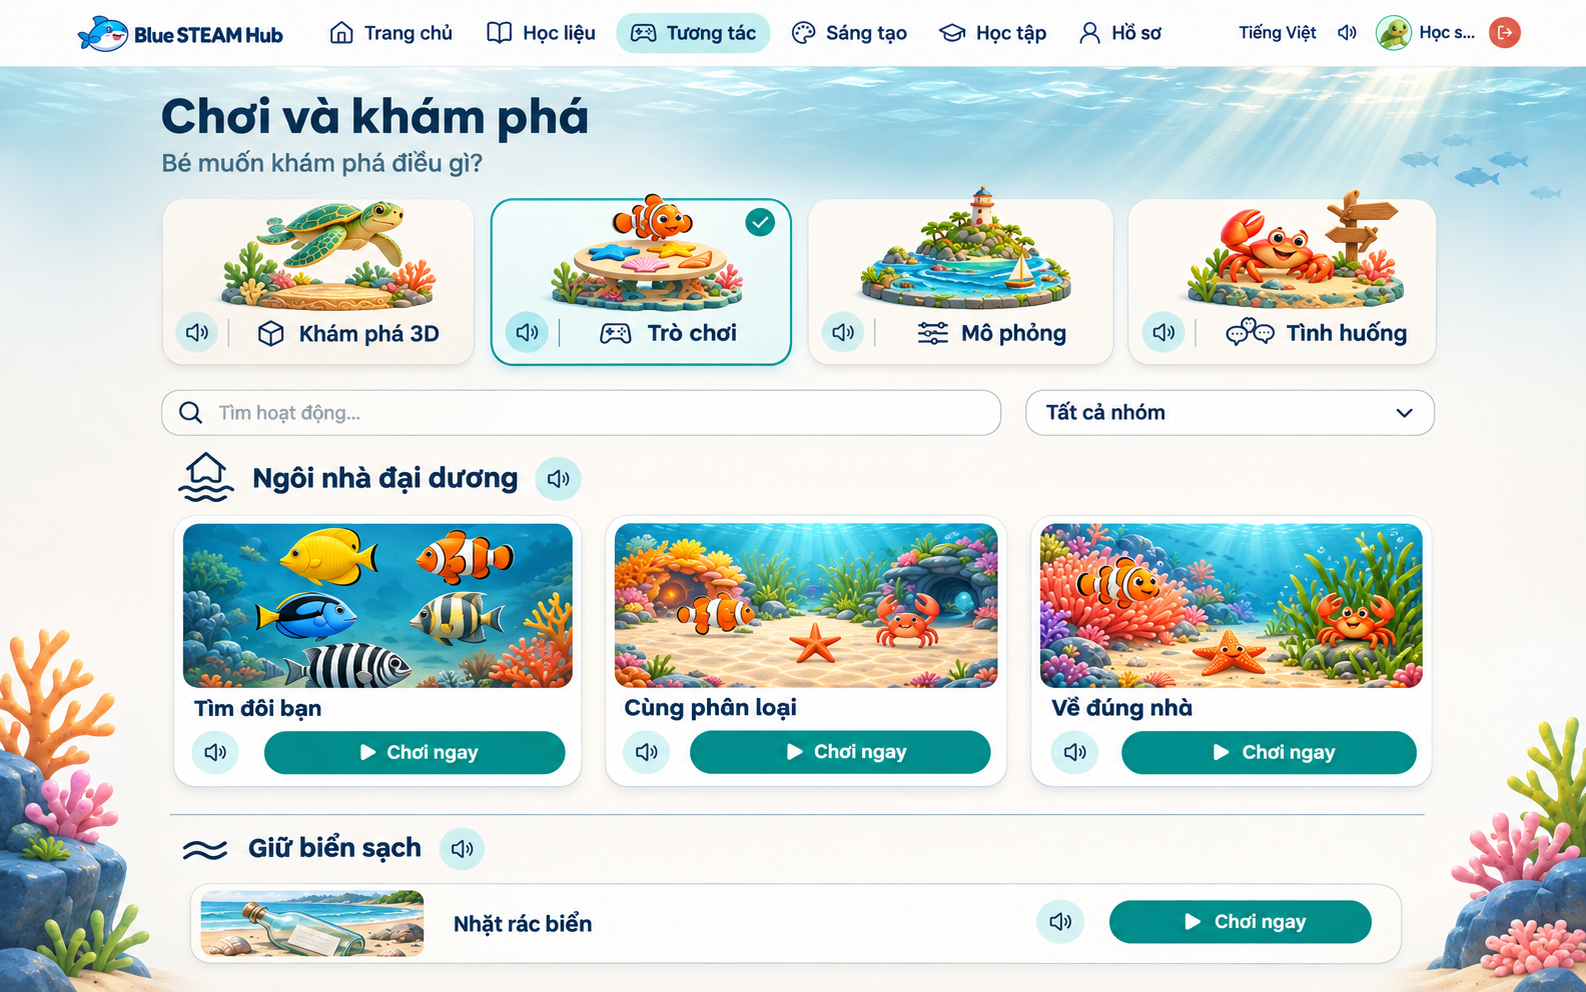 Blue STEAM Hub
Trang chủ
Học liệu
Tương tác
Sáng tạo
Học tập
Hồ sơ
Tiếng Việt
Học s...
Chơi và khám phá
Bé muốn khám phá điều gì?
Khám phá 3D
Trò chơi
Mô phỏng
Tình huống
Tìm hoạt động...
Tất cả nhóm
Ngôi nhà đại dương
Tìm đôi bạn
Cùng phân loại
Về đúng nhà
Chơi ngay
Chơi ngay
Chơi ngay
Giữ biển sạch
Nhặt rác biển
Chơi ngay